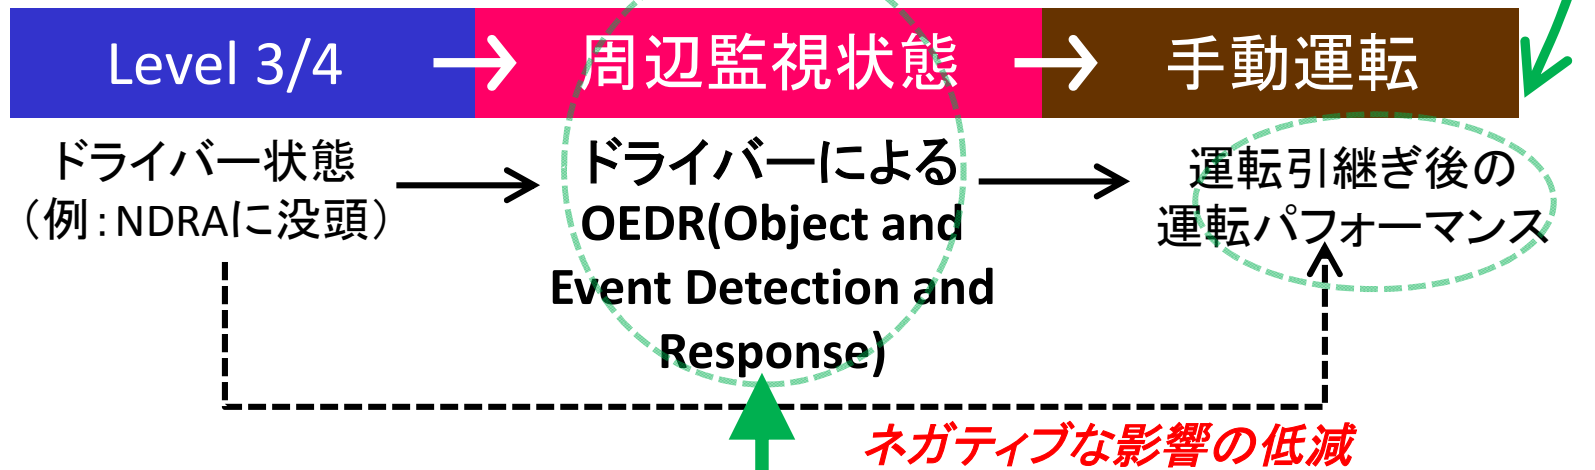 Level 3/4
周辺監視状態
手動運転
ドライバー状態
（例：NDRAに没頭）
ドライバーによる
OEDR(Object and
Event Detection and
Response)
運転引継ぎ後の
運転パフォーマンス
ネガティブな影響の低減